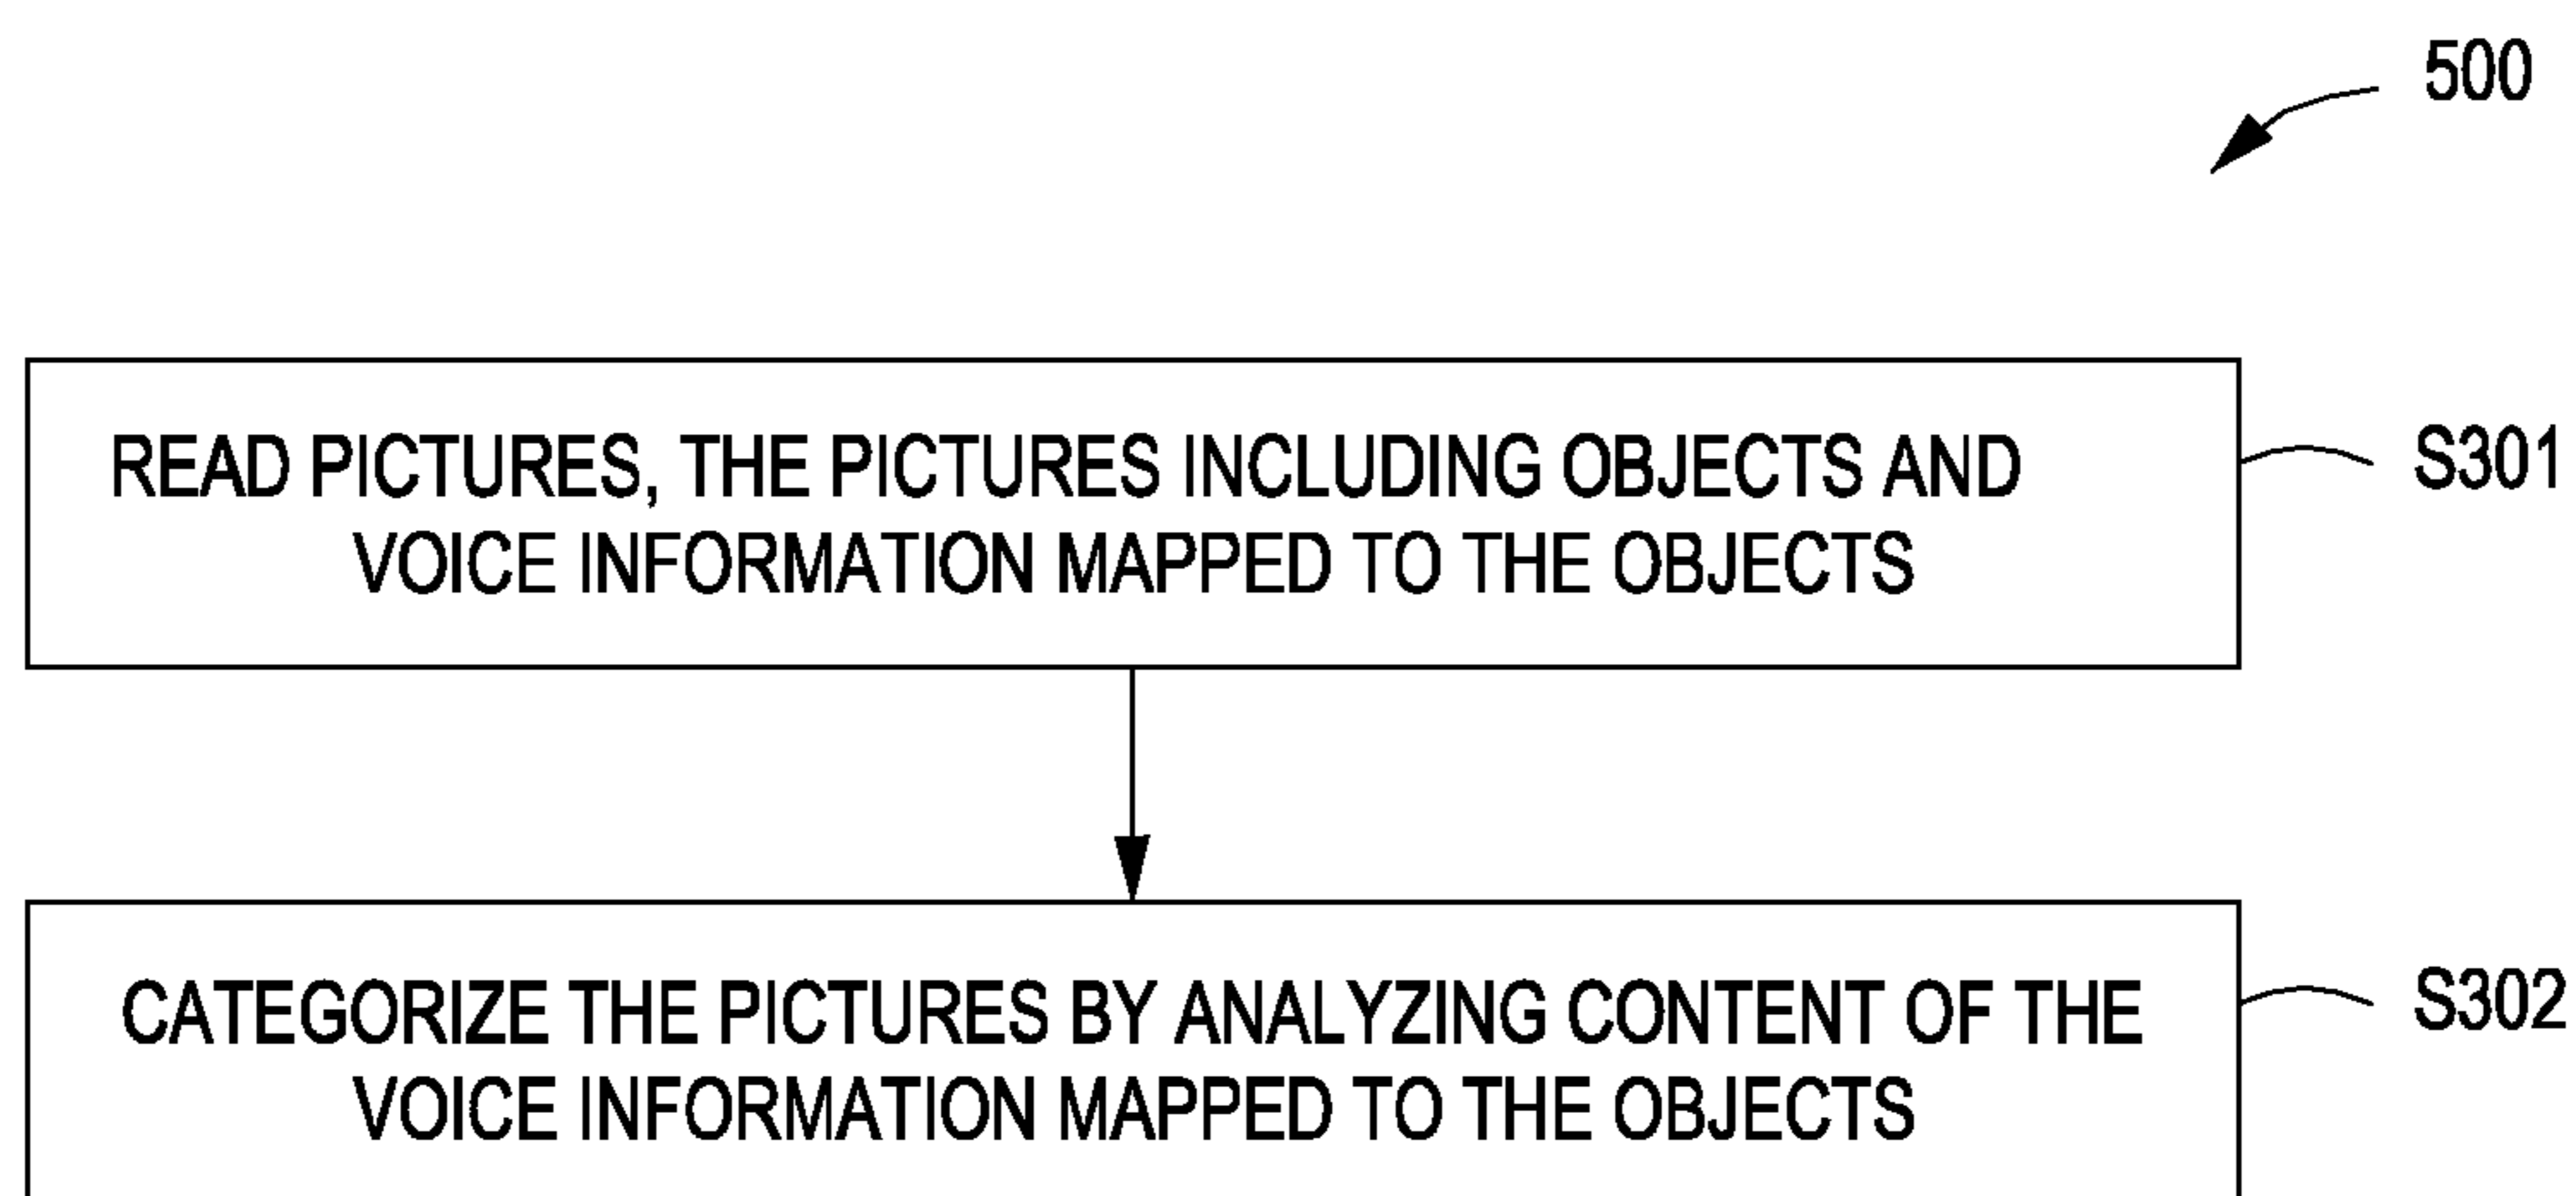 500
READ PICTURES, THE PICTURES INCLUDING OBJECTS AND
VOICE INFORMATION MAPPED TO THE OBJECTS
S301
CATEGORIZE THE PICTURES BY ANALYZING CONTENT OF THE
VOICE INFORMATION MAPPED TO THE OBJECTS
S302